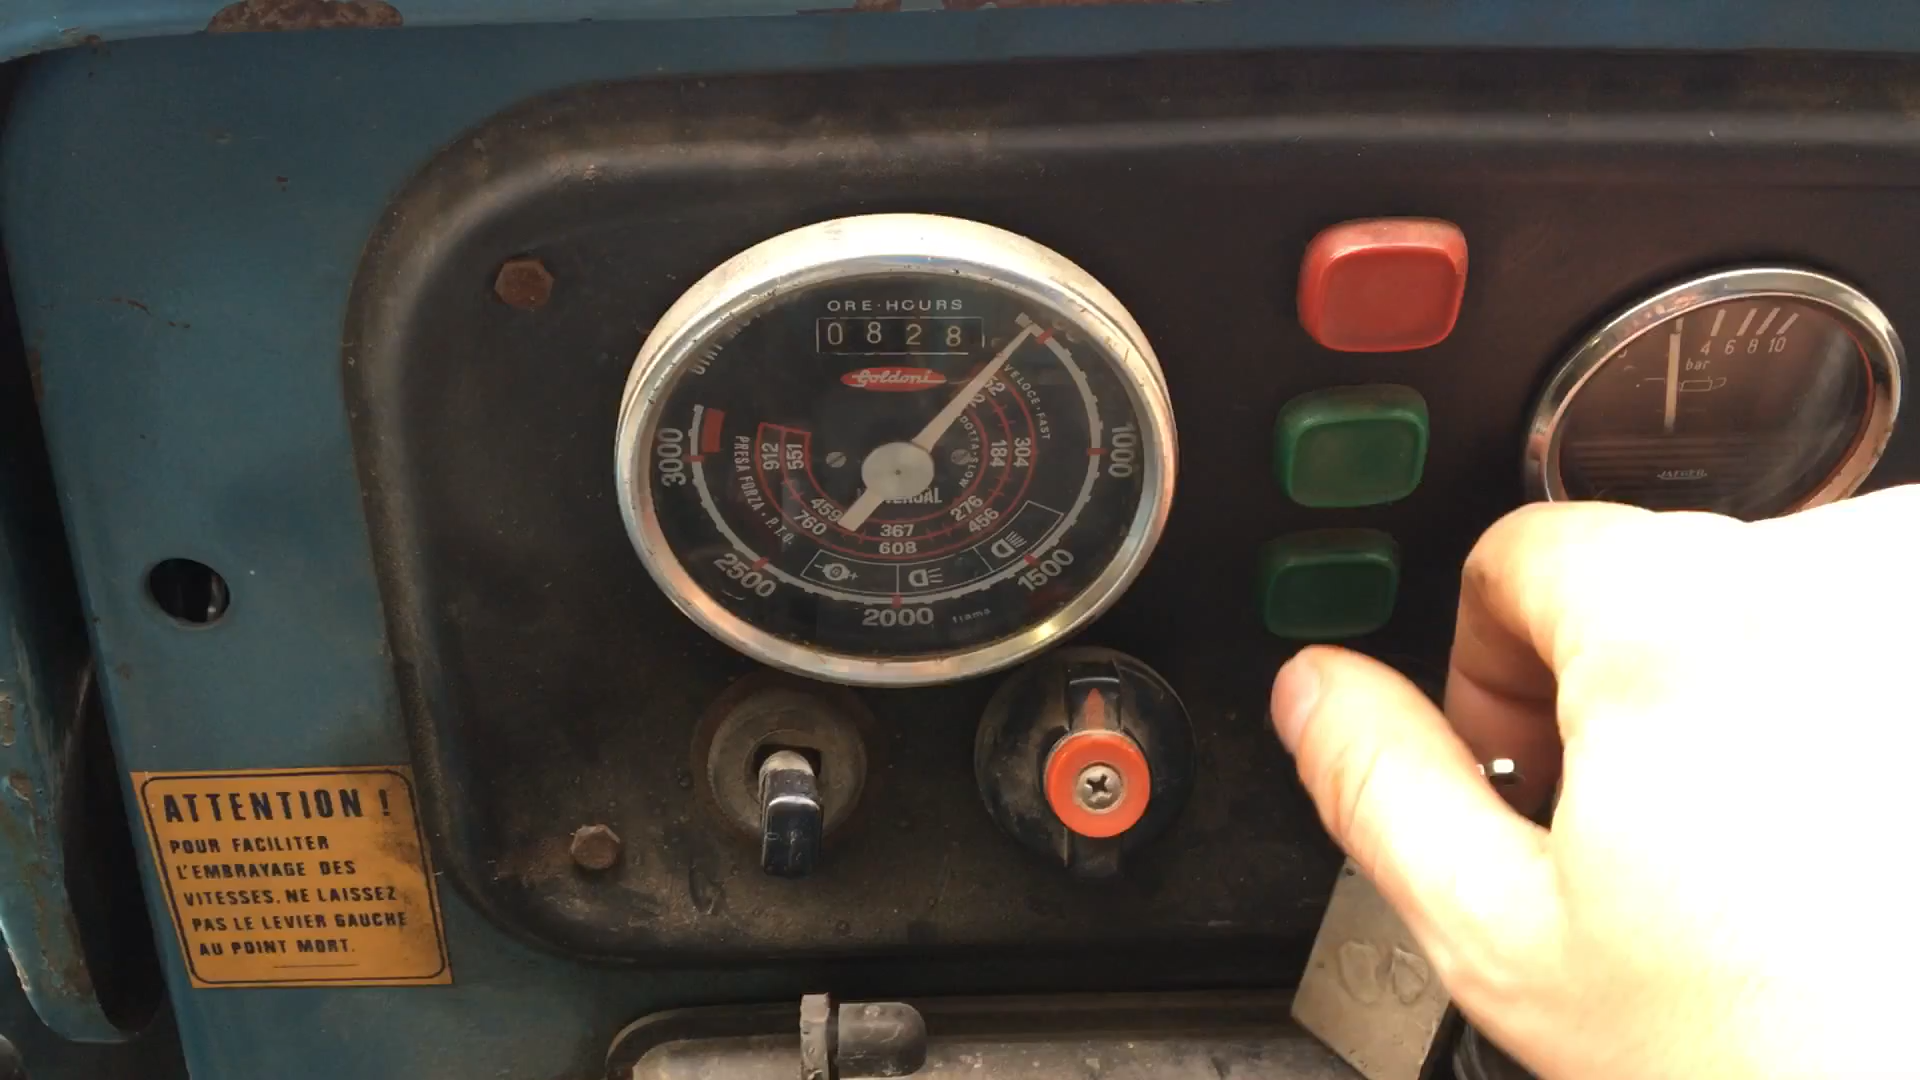 ORE·HOURS
0828
Goldoni
VELOCE·FAST
1000
304
184
3000
912
551
PRESA FORZA · P.T.O.
459
760
367
608
276
456
2500
1500
2000
ATTENTION !
POUR FACILITER
L'EMBRAYAGE DES
VITESSES. NE LAISSEZ
PAS LE LEVIER GAUCHE
AU POINT MORT.
4 6 8 10
bar
JAEGER